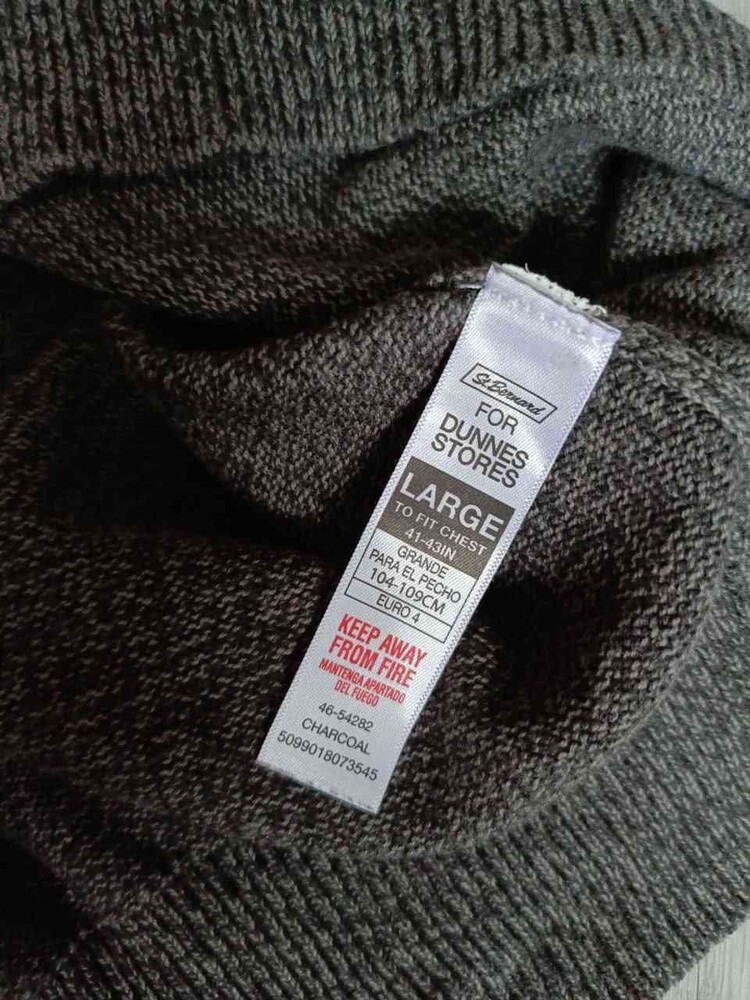 St.Bernard
FOR
DUNNES
STORES
LARGE
TO FIT CHEST
41-43IN
GRANDE
PARA EL PECHO
104-109CM
EURO 4
KEEP AWAY
FROM FIRE
MANTENGA APARTADO
DEL FUEGO
46-54282
CHARCOAL
5099018073545